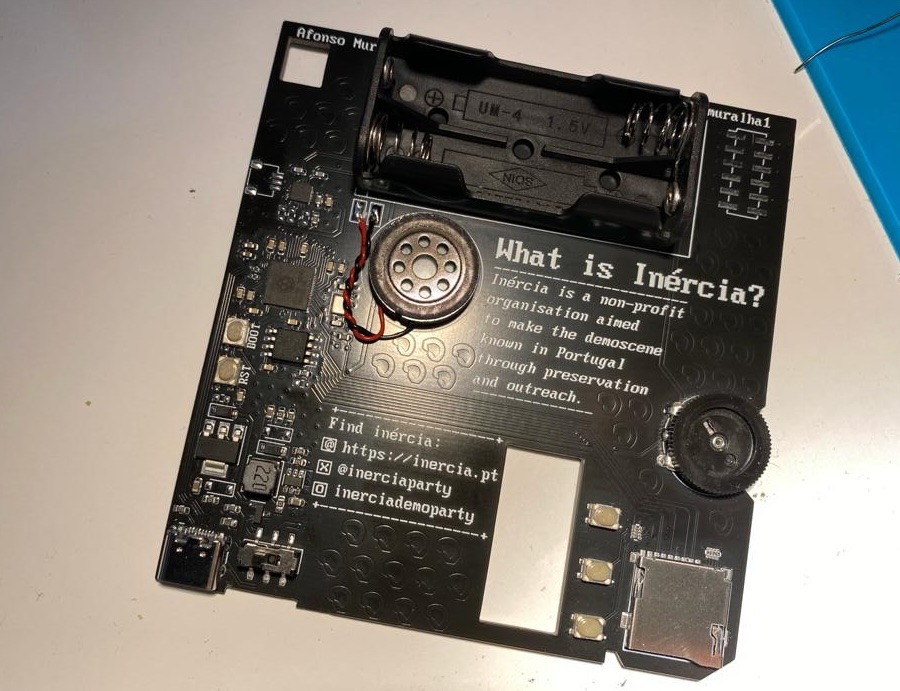 Afonso Mur
muralha1
UM-4 1.5V
NIOS
What is Inércia?
Inércia is a non-profit
organisation aimed
to make the demoscene
known in Portugal
through preservation
and outreach.
BOOT
RST
220
Find inércia:
@ https://inercia.pt
@inerciaparty
inerciademoparty